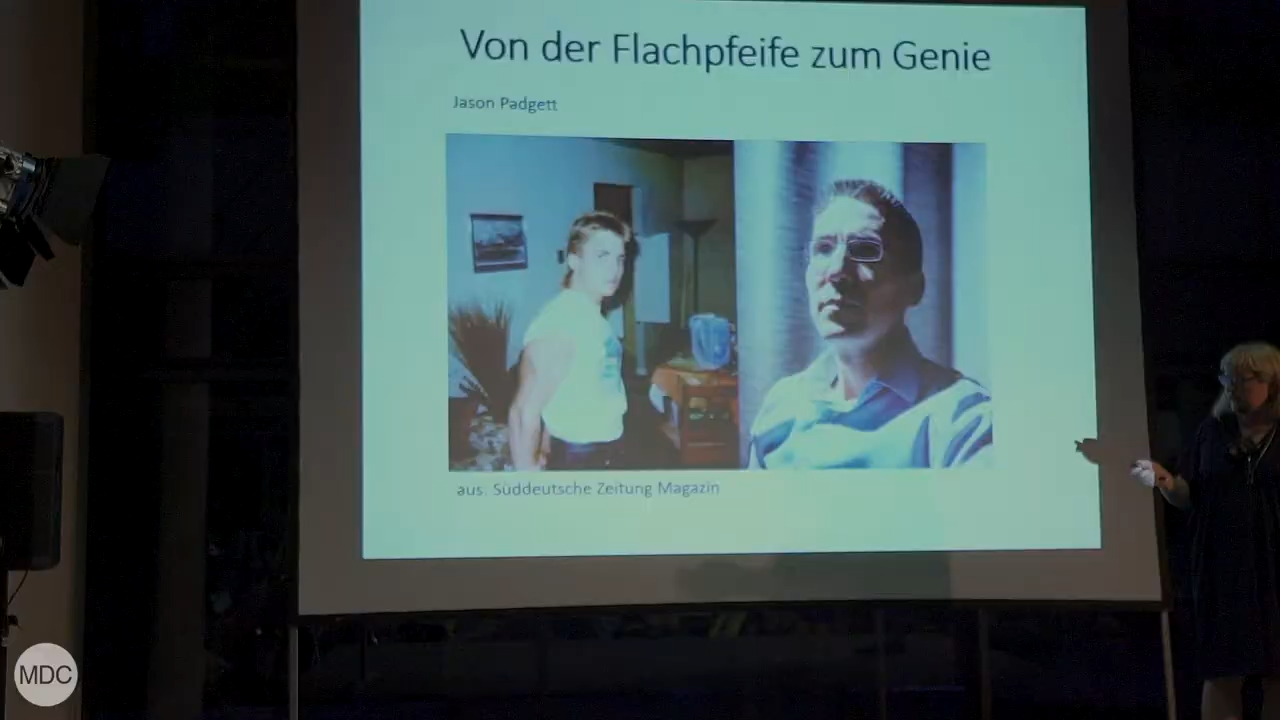 Von der Flachpfeife zum Genie
Jason Padgett
aus: Süddeutsche Zeitung Magazin
MDC